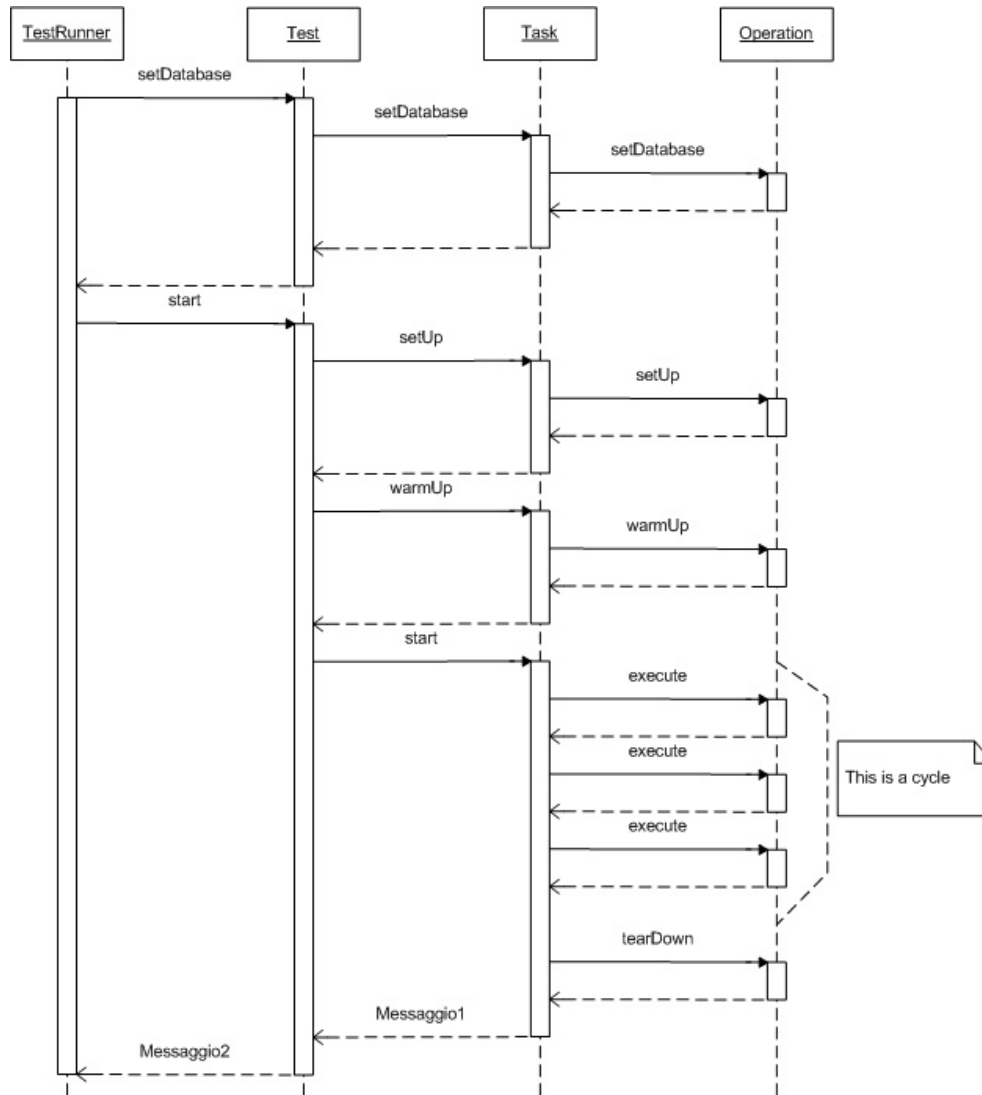 TestRunner
Test
Task
Operation
setDatabase
setDatabase
setDatabase
start
setUp
setUp
warmUp
warmUp
start
execute
execute
This is a cycle
execute
tearDown
Messaggio1
Messaggio2